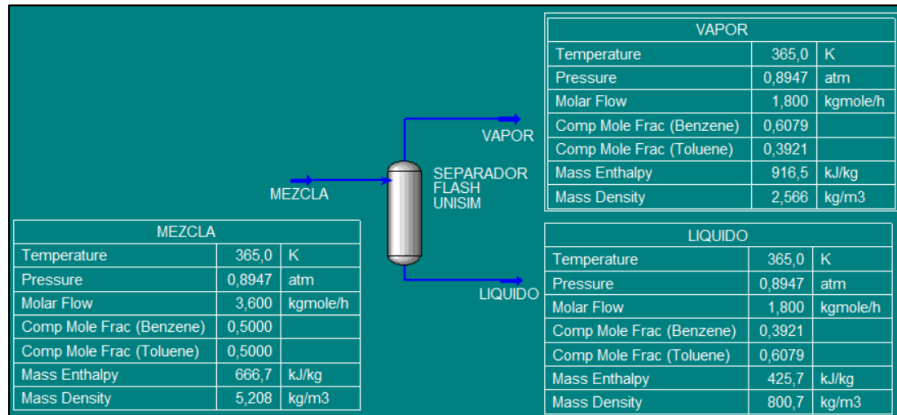 VAPOR
Temperature 365,0 K
Pressure 0,8947 atm
Molar Flow 1,800 kgmole/h
Comp Mole Frac (Benzene) 0,6079
Comp Mole Frac (Toluene) 0,3921
Mass Enthalpy 916,5 kJ/kg
Mass Density 2,566 kg/m3
VAPOR
SEPARADOR
FLASH
UNISIM
MEZCLA
LIQUIDO
MEZCLA
Temperature 365,0 K
Pressure 0,8947 atm
Molar Flow 3,600 kgmole/h
Comp Mole Frac (Benzene) 0,5000
Comp Mole Frac (Toluene) 0,5000
Mass Enthalpy 666,7 kJ/kg
Mass Density 5,208 kg/m3
LIQUIDO
Temperature 365,0 K
Pressure 0,8947 atm
Molar Flow 1,800 kgmole/h
Comp Mole Frac (Benzene) 0,3921
Comp Mole Frac (Toluene) 0,6079
Mass Enthalpy 425,7 kJ/kg
Mass Density 800,7 kg/m3